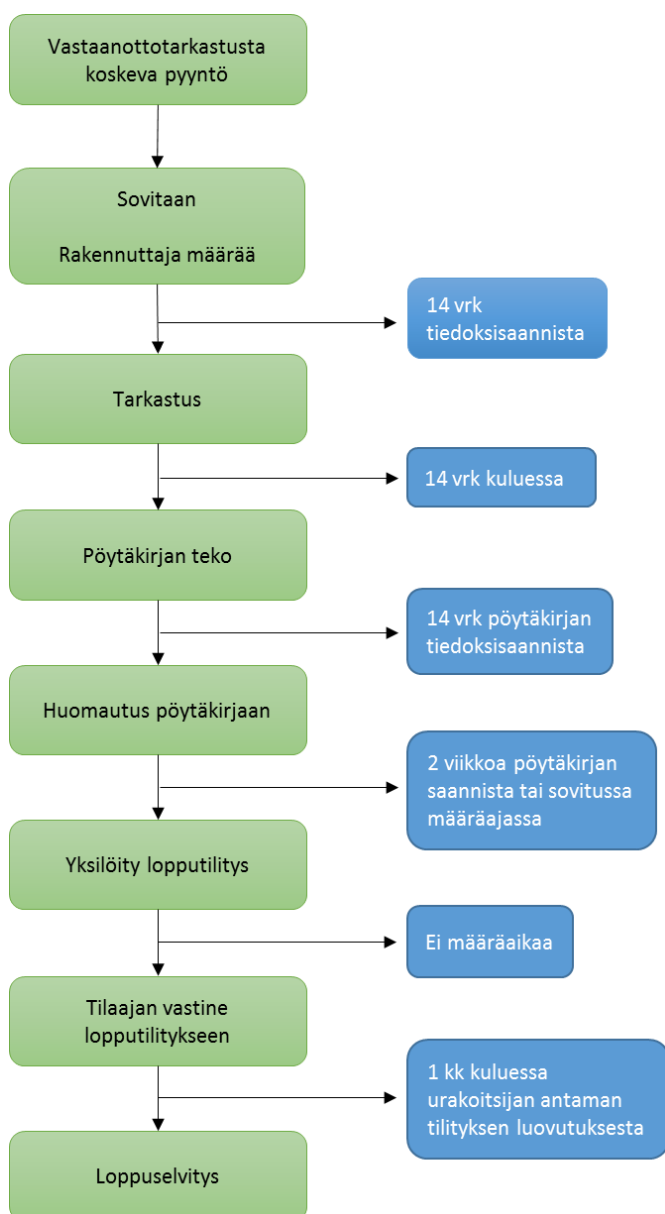 Vastaanottotarkastusta
koskeva pyyntö
Sovitaan
Rakennuttaja määrää
14 vrk
tiedoksisaannista
Tarkastus
14 vrk kuluessa
Pöytäkirjan teko
14 vrk pöytäkirjan
tiedoksisaannista
Huomautus pöytäkirjaan
2 viikkoa pöytäkirjan
saannista tai sovitussa
määräajassa
Yksilöity lopputilitys
Ei määräaikaa
Tilaajan vastine
lopputilitykseen
1 kk kuluessa
urakoitsijan antaman
tilityksen luovutuksesta
Loppuselvitys